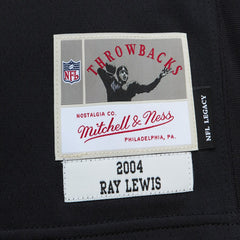 THROWBACKS
NFL
NOSTALGIA CO.
Mitchell & Ness
PHILADELPHIA, PA.
NFL LEGACY
2004
RAY LEWIS